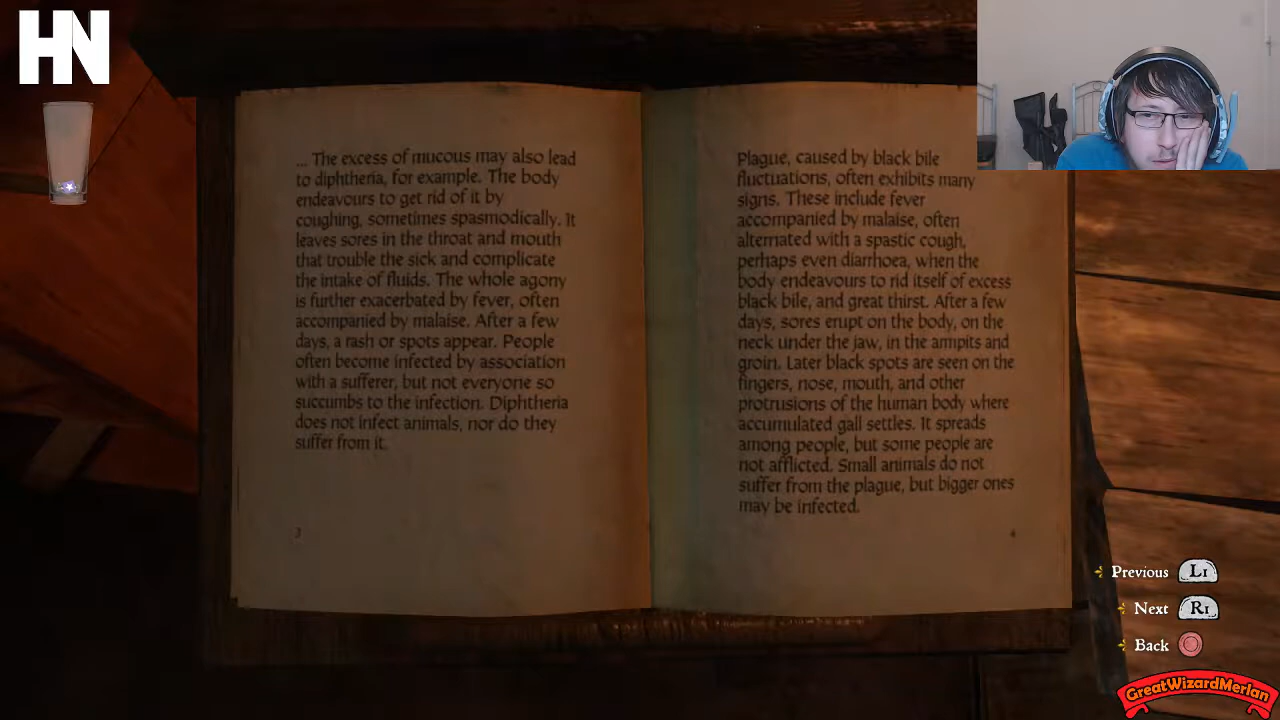 HN
... The excess of mucous may also lead
to diphtheria, for example. The body
endeavours to get rid of it by
coughing, sometimes spasmodically. It
leaves sores in the throat and mouth
that trouble the sick and complicate
the intake of fluids. The whole agony
is further exacerbated by fever, often
accompanied by malaise. After a few
days, a rash or spots appear. People
often become infected by association
with a sufferer, but not everyone so
succumbs to the infection. Diphtheria
does not infect animals, nor do they
suffer from it.
3
Plague, caused by black bile
fluctuations, often exhibits many
signs. These include fever
accompanied by malaise, often
alternated with a spastic cough,
perhaps even diarrhoea, when the
body endeavours to rid itself of excess
black bile, and great thirst. After a few
days, sores erupt on the body, on the
neck under the jaw, in the armpits and
groin. Later black spots are seen on the
fingers, nose, mouth, and other
protrusions of the human body where
accumulated gall settles. It spreads
among people, but some people are
not afflicted. Small animals do not
suffer from the plague, but bigger ones
may be infected.
4
Previous L1
Next R1
Back
GreatWizardMerlan